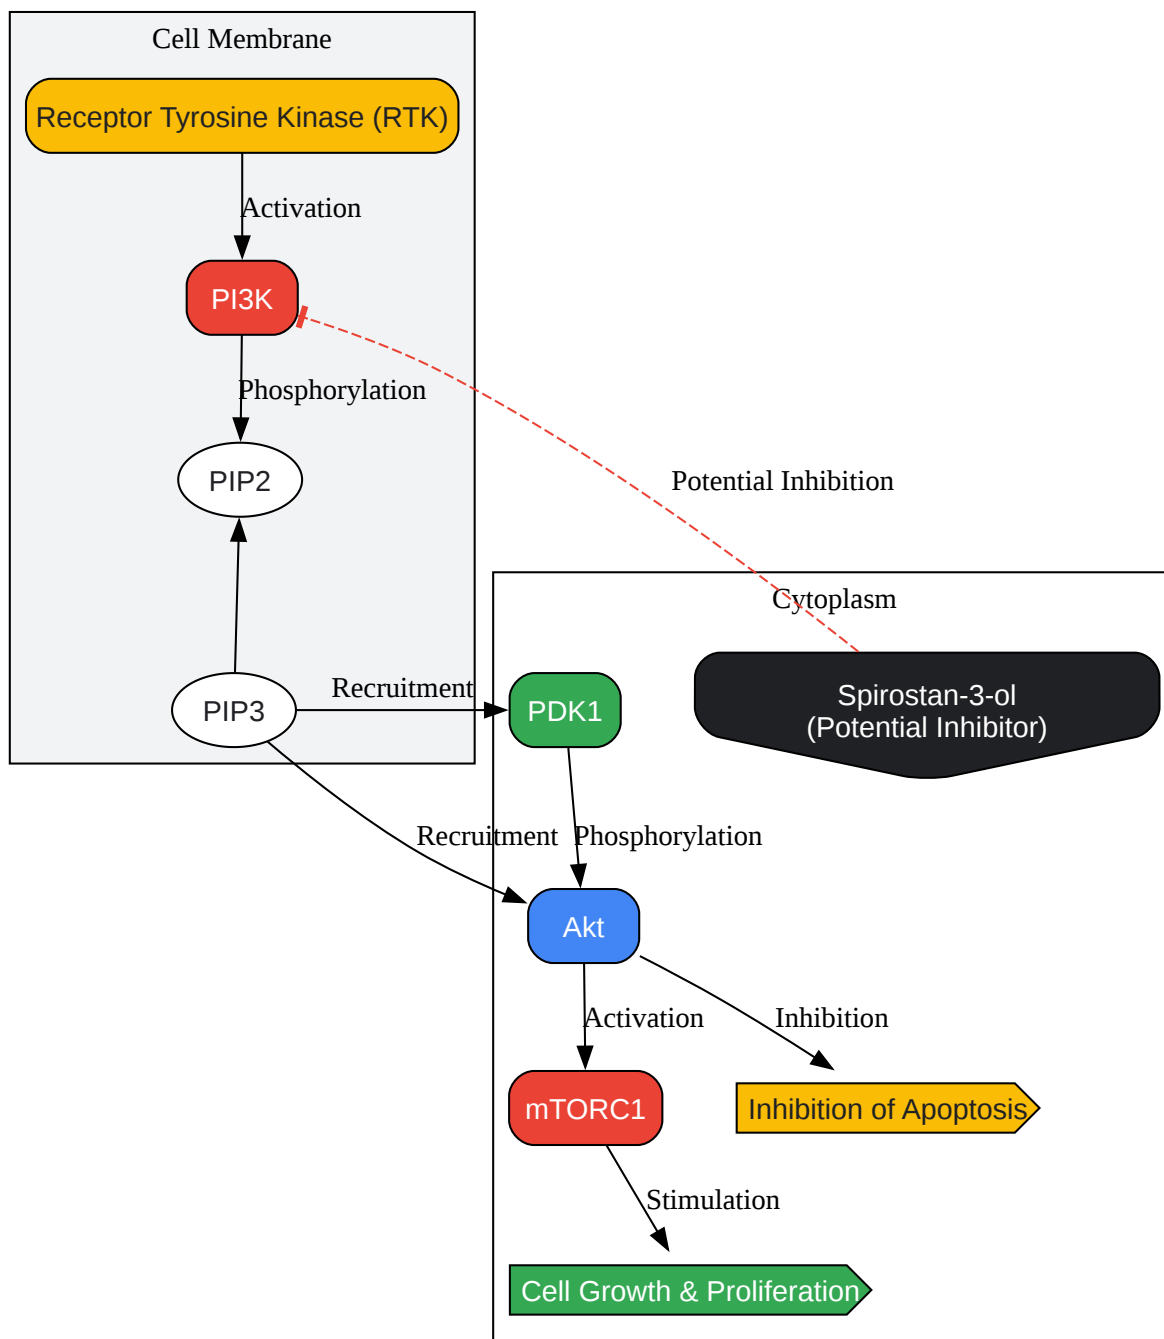 Cell Membrane
Receptor Tyrosine Kinase (RTK)
Activation
PI3K
Phosphorylation
PIP2
Potential Inhibition
Cytoplasm
PIP3
Recruitment
PDK1
Spirostan-3-ol
(Potential Inhibitor)
Recruitment
Phosphorylation
Akt
Activation
Inhibition
mTORC1
Inhibition of Apoptosis
Stimulation
Cell Growth & Proliferation